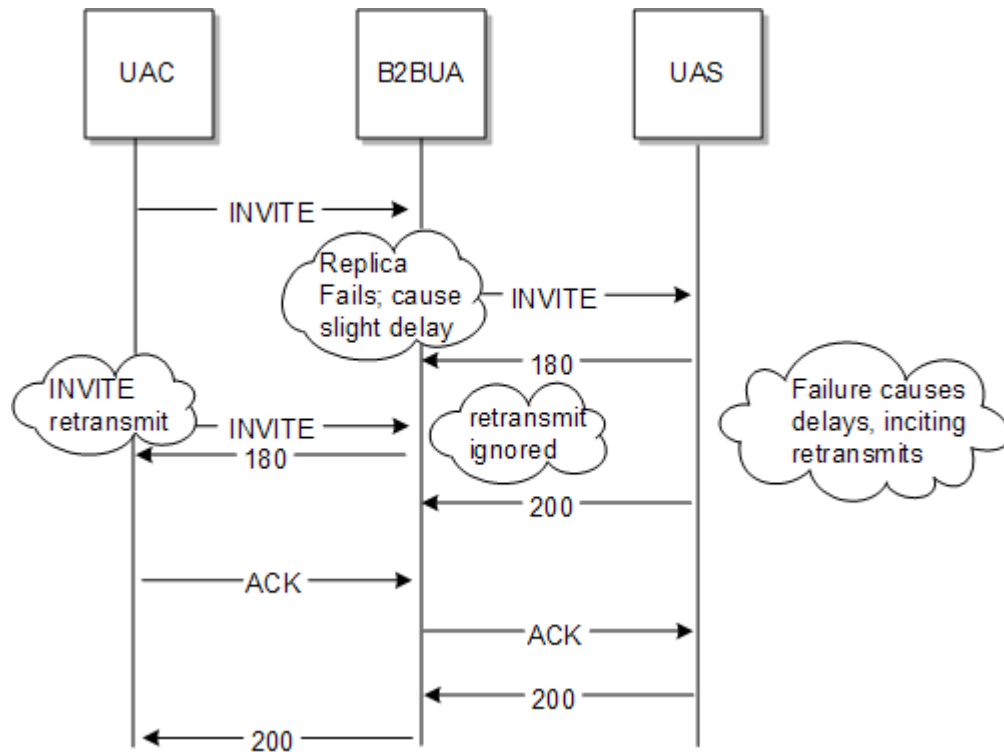 UAC
B2BUA
UAS
INVITE
Replica
Fails; cause
slight delay
INVITE
180
INVITE
retransmit
INVITE
retransmit
ignored
Failure causes
delays, inciting
retransmits
180
200
ACK
ACK
200
200